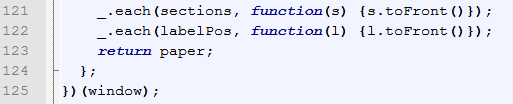 121 _.each(sections, function(s) {s.toFront()});
122 _.each(labelPos, function(l) {l.toFront()});
123 return paper;
124 };
125 })(window);